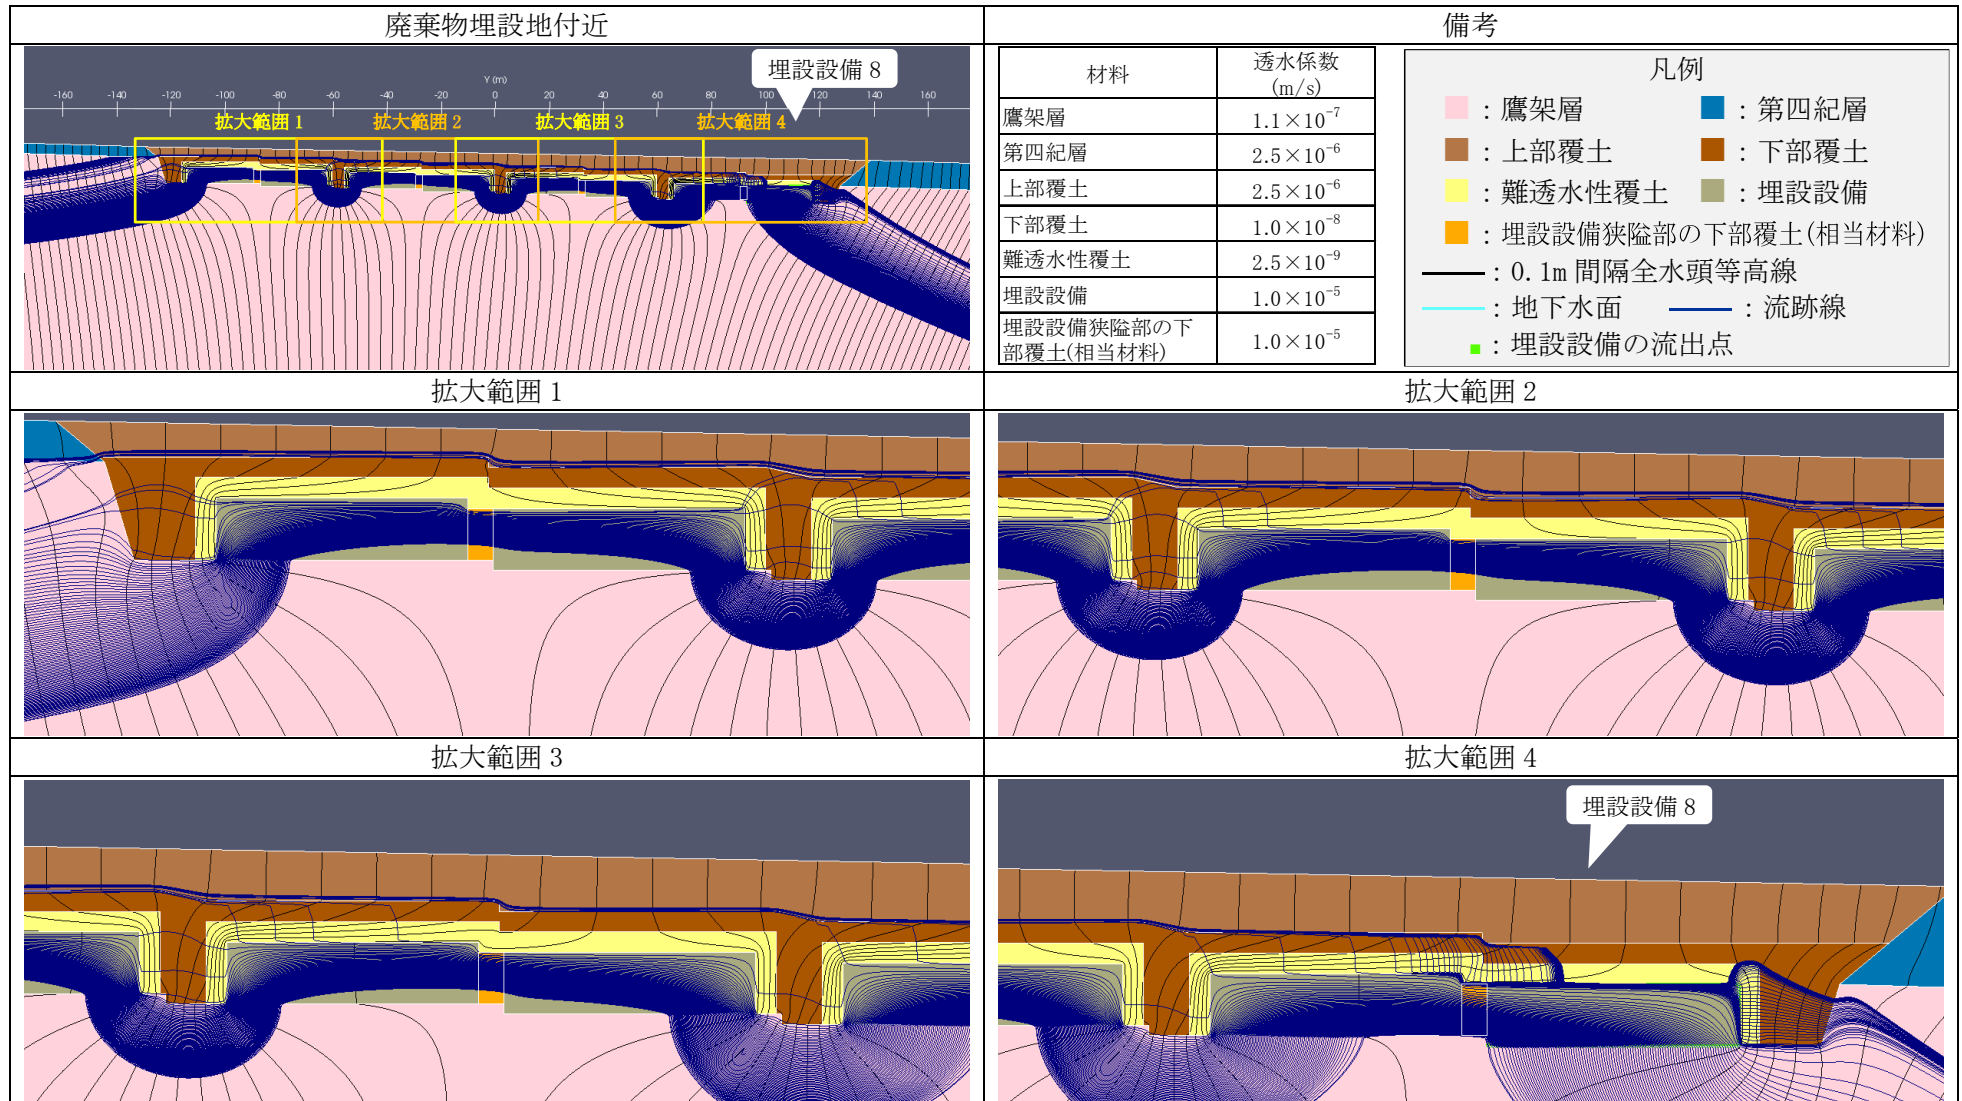 廃棄物埋設地付近
備考
埋設設備 8
Y (m)
-160 -140 -120 -100 -80 -60 -40 -20 0 20 40 60 80 100 120 140 160
拡大範囲 1 拡大範囲 2 拡大範囲 3 拡大範囲 4
材料 透水係数
(m/s)
鷹架層 1.1×10⁻⁷
第四紀層 2.5×10⁻⁶
上部覆土 2.5×10⁻⁶
下部覆土 1.0×10⁻⁸
難透水性覆土 2.5×10⁻⁹
埋設設備 1.0×10⁻⁵
埋設設備狭隘部の下
部覆土(相当材料) 1.0×10⁻⁵
凡例
：鷹架層 ：第四紀層
：上部覆土 ：下部覆土
：難透水性覆土 ：埋設設備
：埋設設備狭隘部の下部覆土(相当材料)
：0.1m 間隔全水頭等高線
：地下水面 ：流跡線
：埋設設備の流出点
拡大範囲 1
拡大範囲 2
拡大範囲 3
拡大範囲 4
埋設設備 8